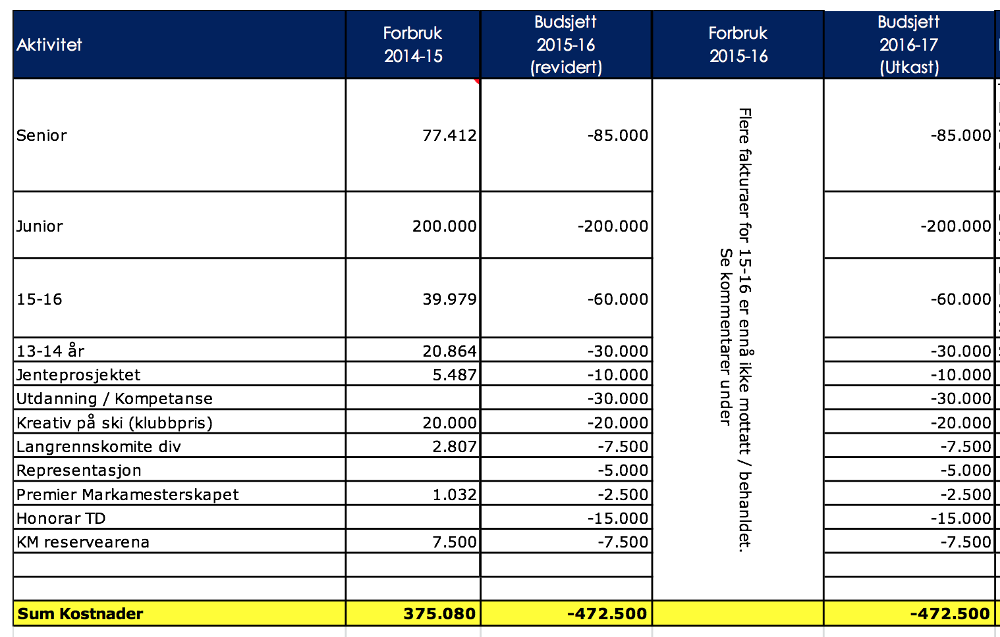 Aktivitet
Forbruk
2014-15
Budsjett
2015-16
(revidert)
Forbruk
2015-16
Budsjett
2016-17
(Utkast)
Senior 77.412 -85.000 -85.000
Junior 200.000 -200.000 -200.000
15-16 39.979 -60.000 -60.000
13-14 år 20.864 -30.000 -30.000
Jenteprosjektet 5.487 -10.000 -10.000
Utdanning / Kompetanse -30.000 -30.000
Kreativ på ski (klubbpris) 20.000 -20.000 -20.000
Langrennskomite div 2.807 -7.500 -7.500
Representasjon -5.000 -5.000
Premier Markamesterskapet 1.032 -2.500 -2.500
Honorar TD -15.000 -15.000
KM reservearena 7.500 -7.500 -7.500
Flere fakturaer for 15-16 er ennå ikke mottatt / behanldet.
Se kommentarer under
Sum Kostnader 375.080 -472.500 -472.500